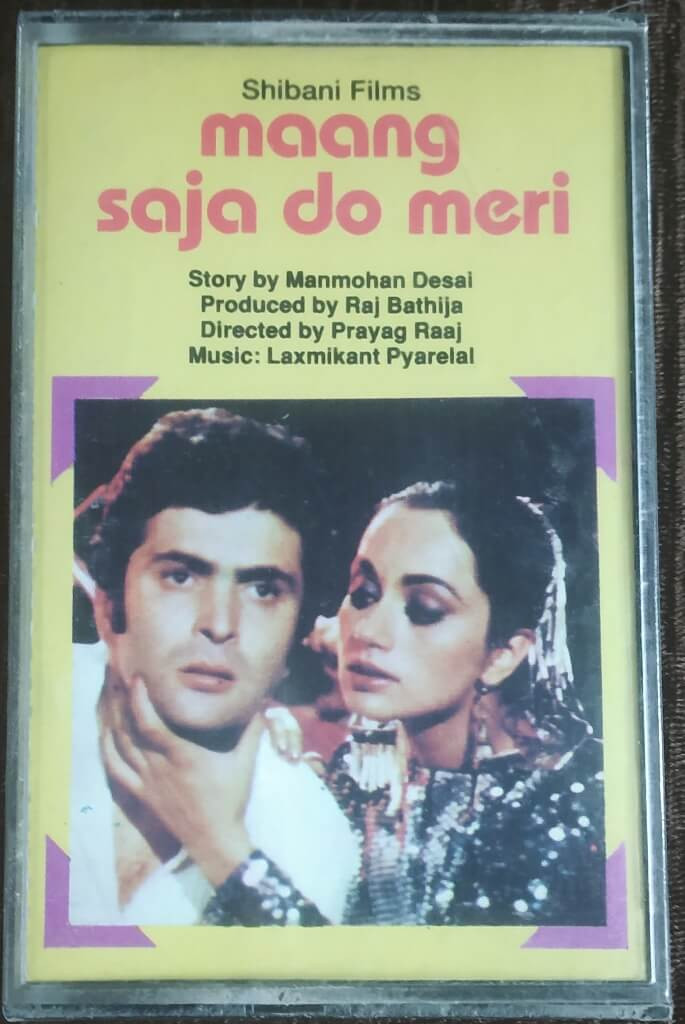 Shibani Films
maang
saja do meri
Story by Manmohan Desai
Produced by Raj Bathija
Directed by Prayag Raaj
Music: Laxmikant Pyarelal